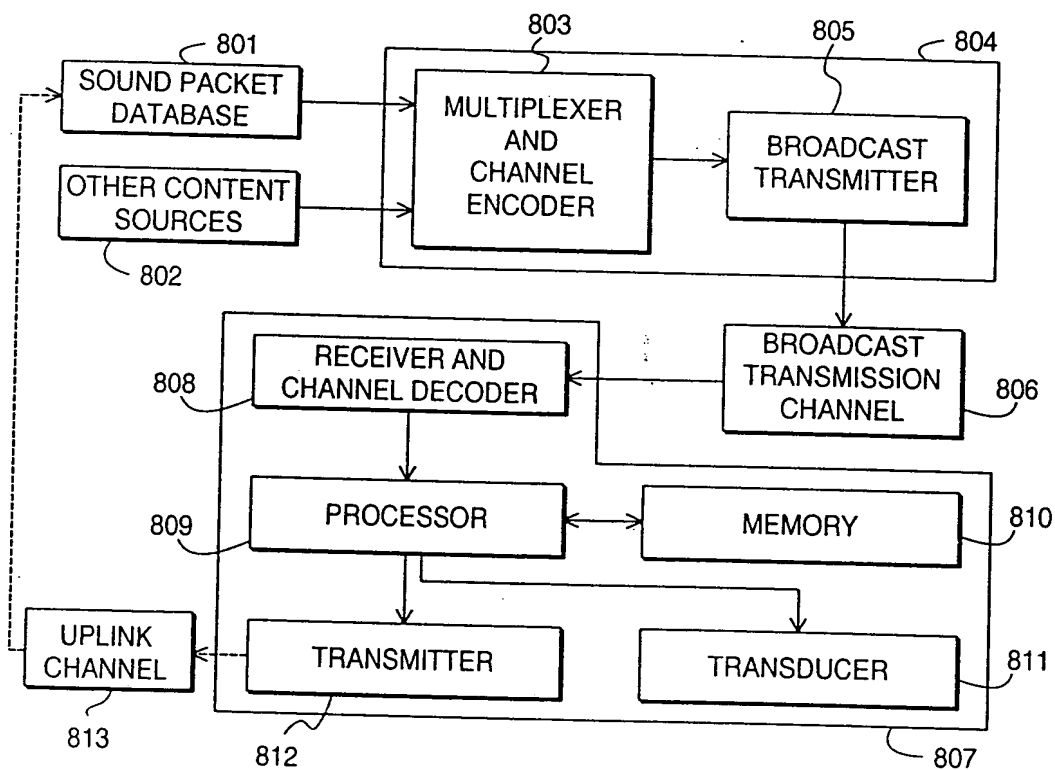 801
803
805
804
SOUND PACKET
DATABASE
MULTIPLEXER
AND
CHANNEL
ENCODER
BROADCAST
TRANSMITTER
OTHER CONTENT
SOURCES
802
RECEIVER AND
CHANNEL DECODER
808
BROADCAST
TRANSMISSION
CHANNEL
806
PROCESSOR
809
MEMORY
810
UPLINK
CHANNEL
813
TRANSMITTER
812
TRANSDUCER
811
807